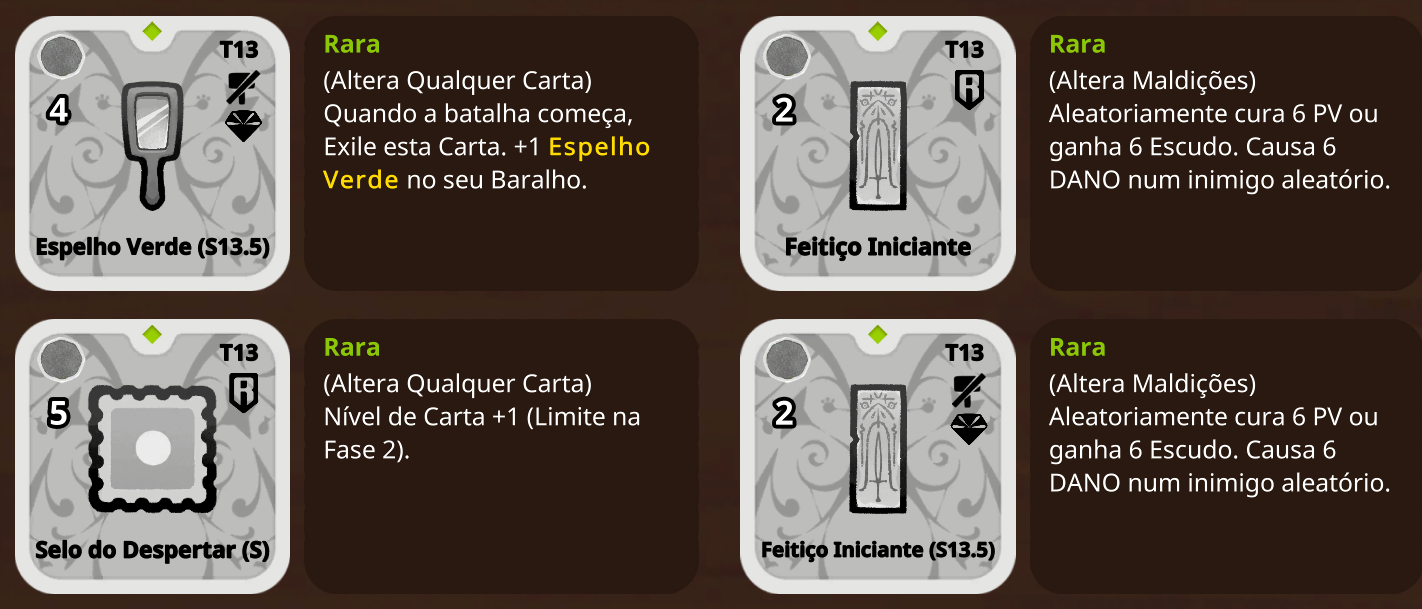 T13
4
Espelho Verde (S13.5)
Rara
(Altera Qualquer Carta)
Quando a batalha começa,
Exile esta Carta. +1 Espelho
Verde no seu Baralho.
T13
2
Feitiço Iniciante
Rara
(Altera Maldições)
Aleatoriamente cura 6 PV ou
ganha 6 Escudo. Causa 6
DANO num inimigo aleatório.
T13
5
Selo do Despertar (S)
Rara
(Altera Qualquer Carta)
Nível de Carta +1 (Limite na
Fase 2).
T13
2
Feitiço Iniciante (S13.5)
Rara
(Altera Maldições)
Aleatoriamente cura 6 PV ou
ganha 6 Escudo. Causa 6
DANO num inimigo aleatório.